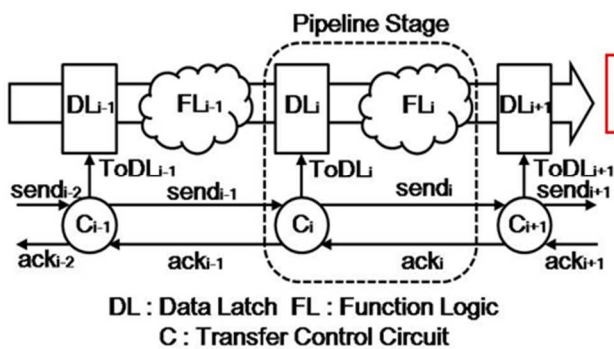 Pipeline Stage
DLi-1 FLi-1 DLi FLi DLi+1
ToDLi-1 ToDLi ToDLi+1
sendi-2 sendi-1 sendi sendi+1
Ci-1 Ci Ci+1
acki-2 acki-1 acki acki+1
DL : Data Latch FL : Function Logic
C : Transfer Control Circuit